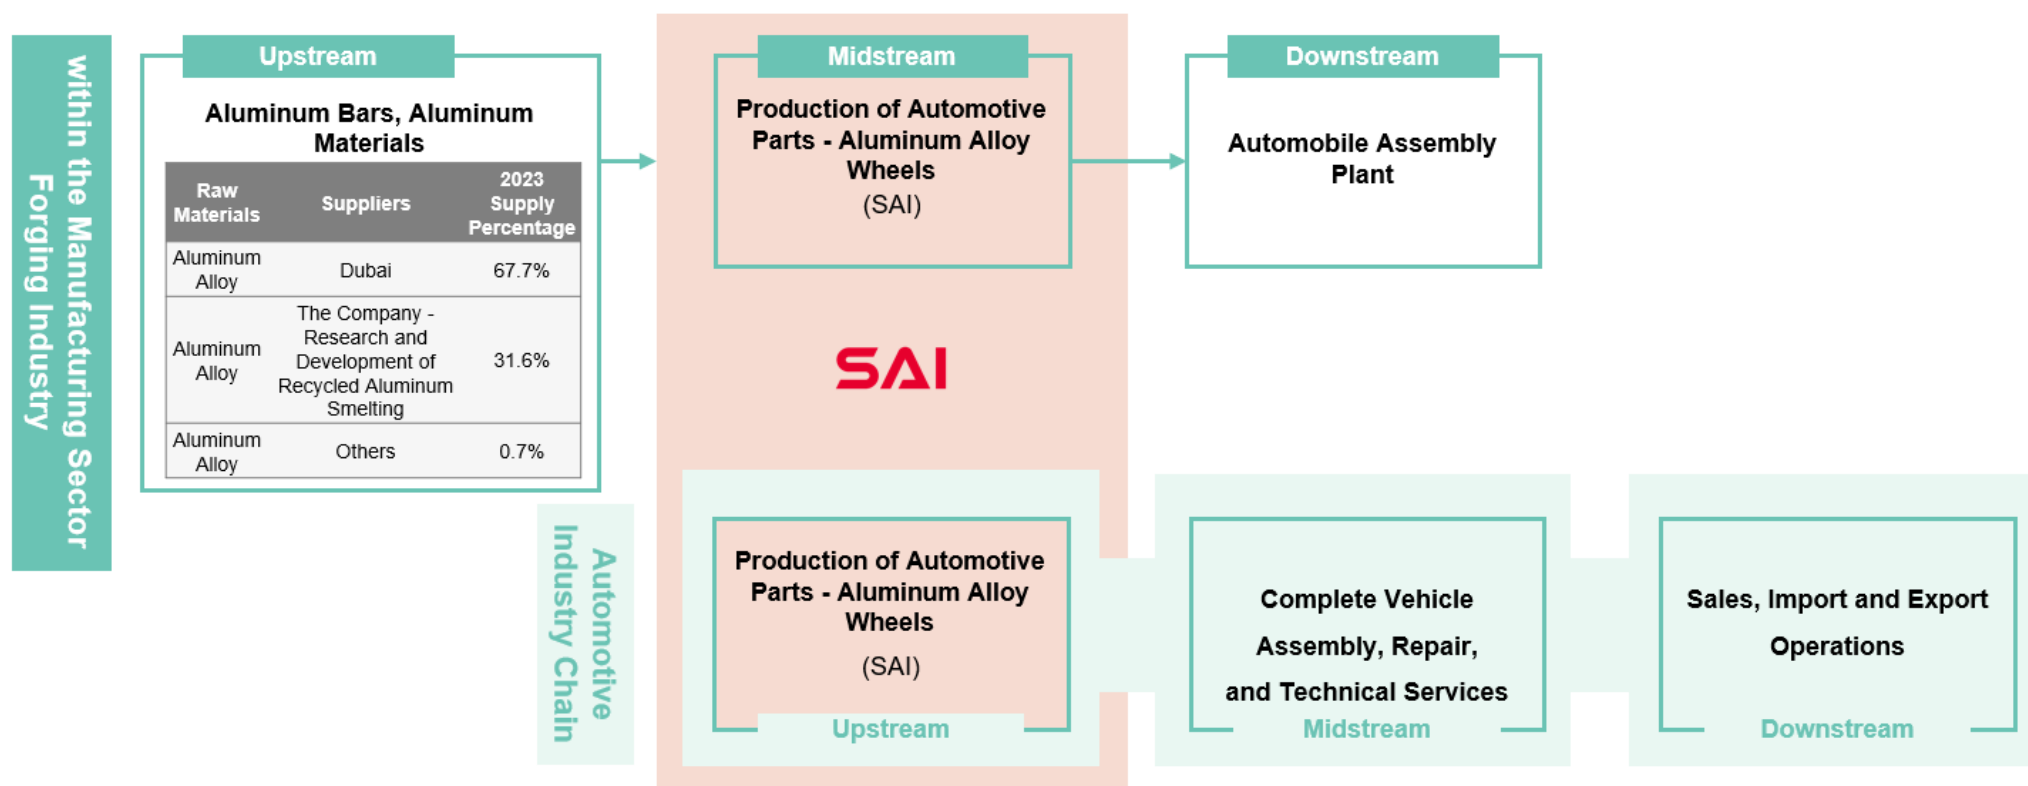 within the Manufacturing Sector
Forging Industry
Upstream
Aluminum Bars, Aluminum
Materials
Raw
Materials
Suppliers
2023
Supply
Percentage
Aluminum
Alloy
Dubai
67.7%
Aluminum
Alloy
The Company -
Research and
Development of
Recycled Aluminum
Smelting
31.6%
Aluminum
Alloy
Others
0.7%
Midstream
Production of Automotive
Parts - Aluminum Alloy
Wheels
(SAI)
Downstream
Automobile Assembly
Plant
SAI
Automotive
Industry Chain
Production of Automotive
Parts - Aluminum Alloy
Wheels
(SAI)
Upstream
Complete Vehicle
Assembly, Repair,
and Technical Services
Midstream
Sales, Import and Export
Operations
Downstream